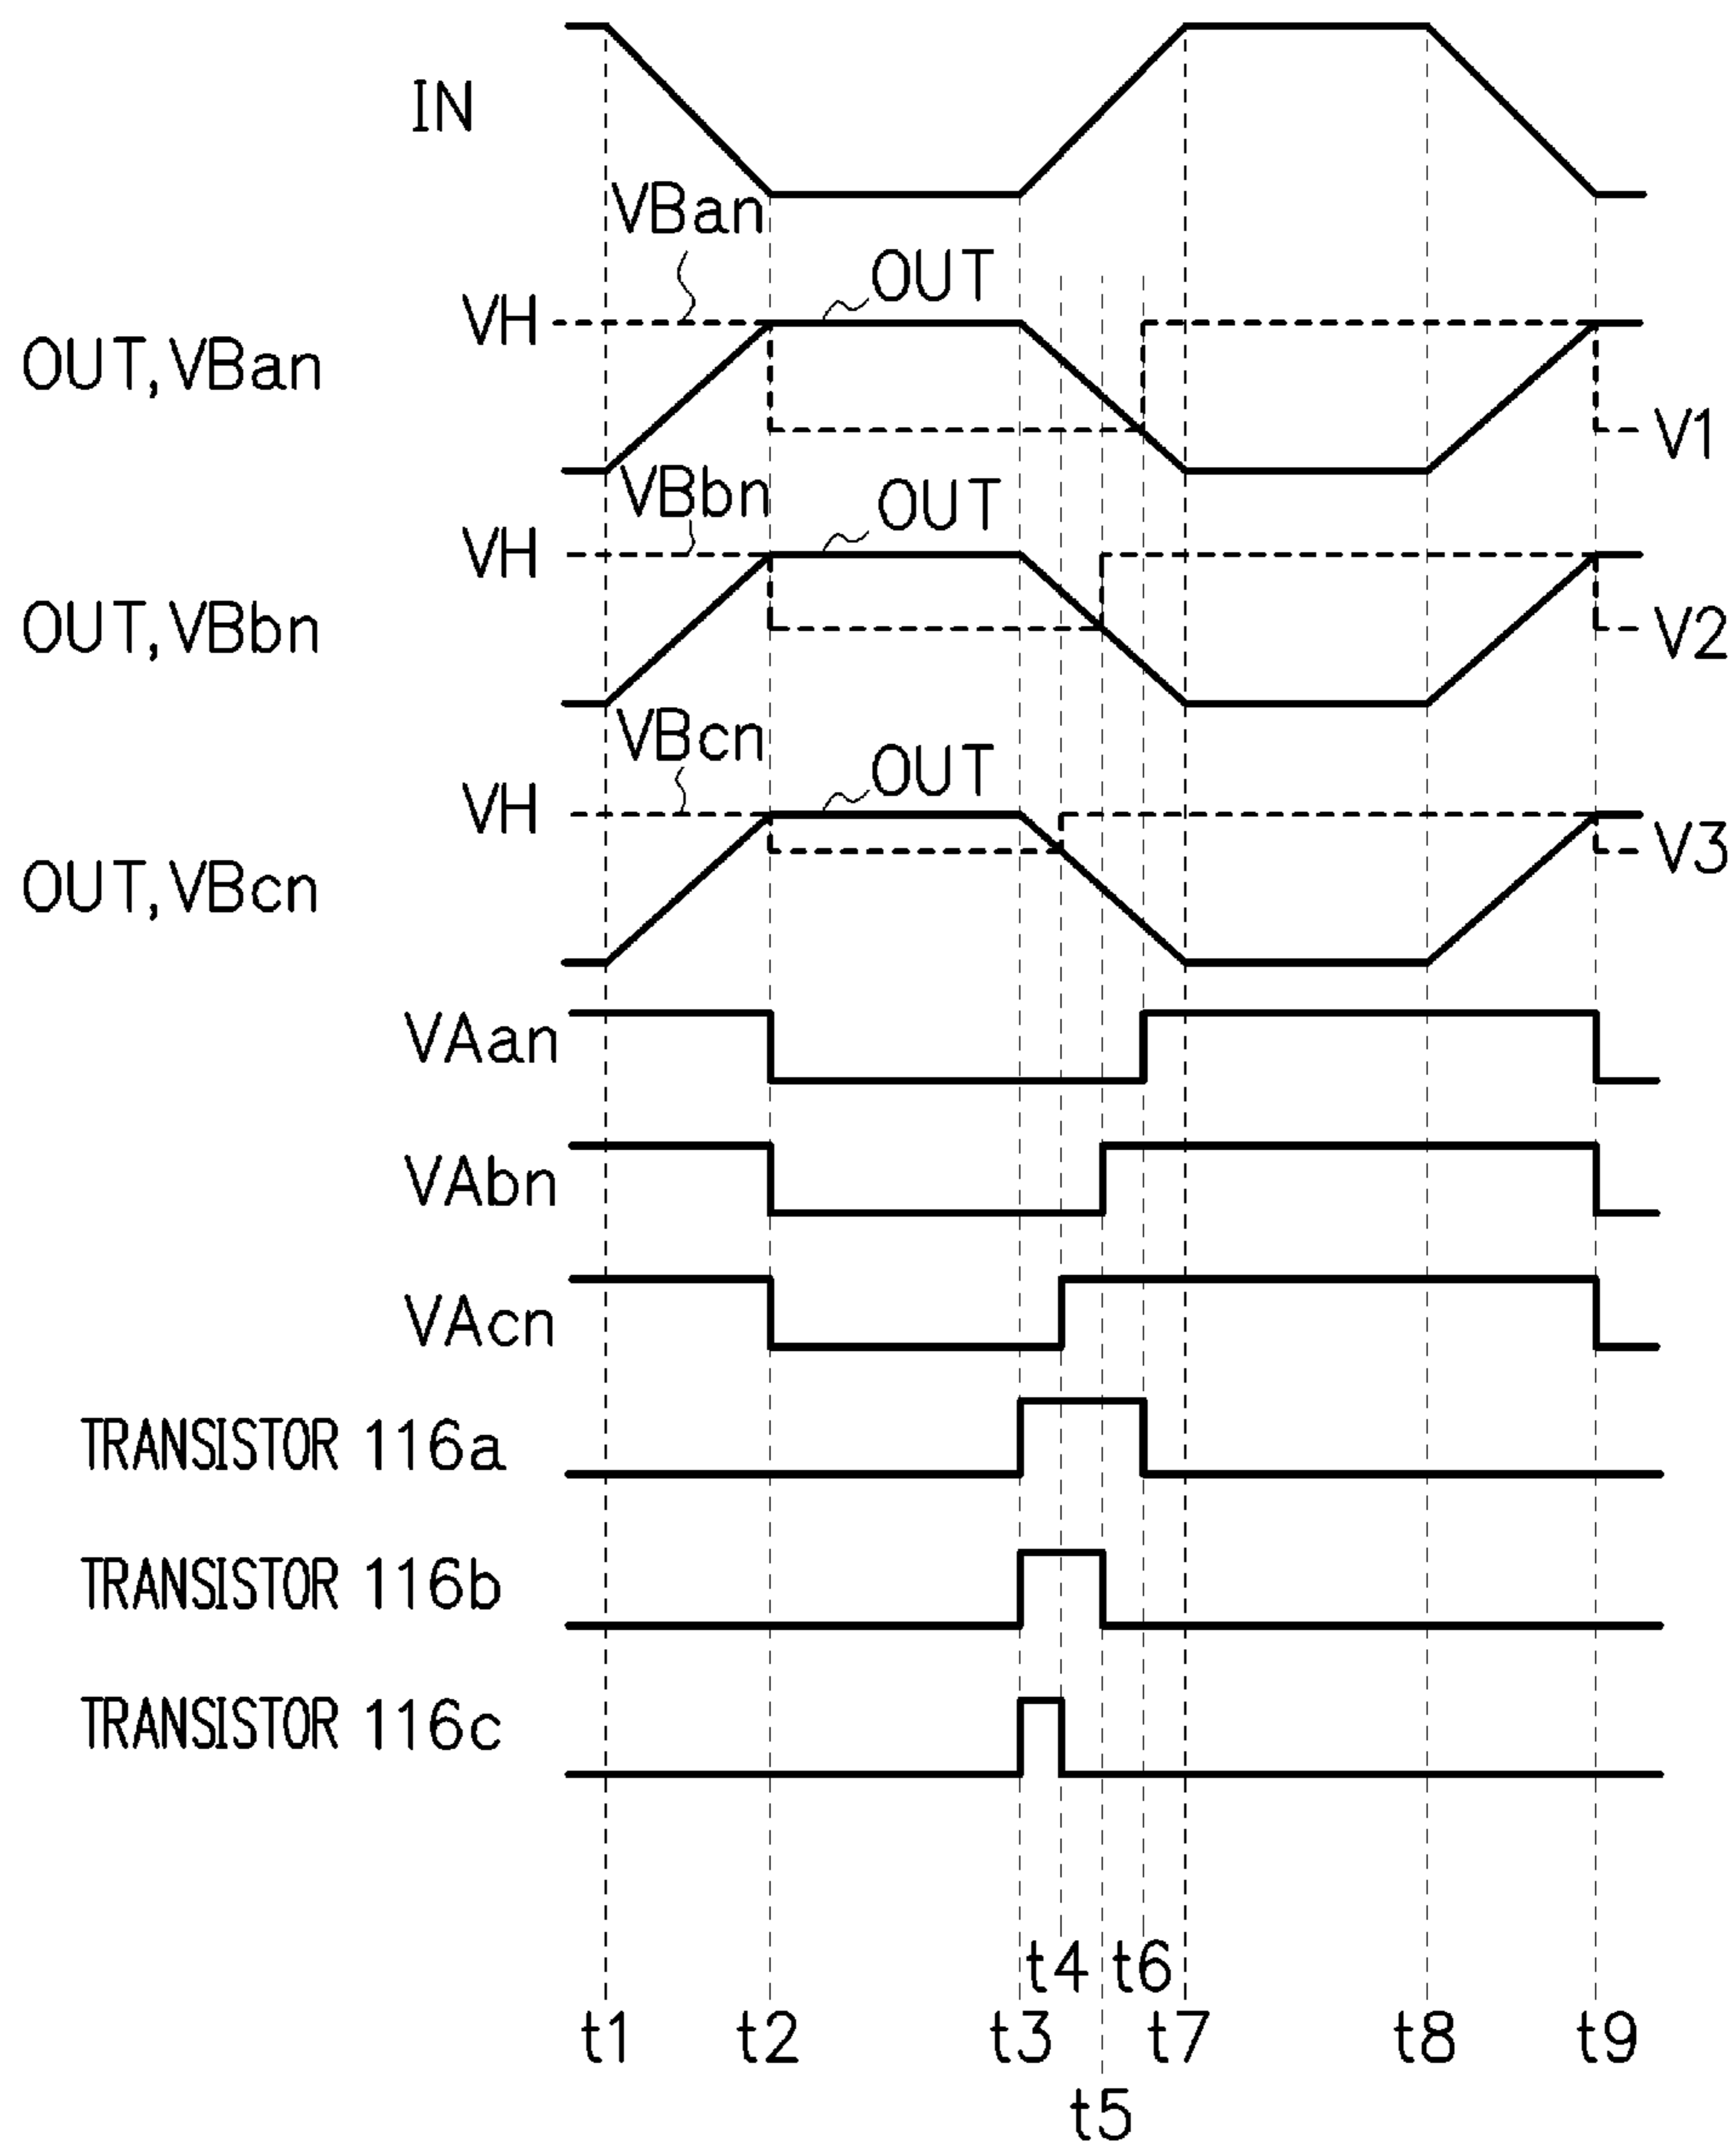 IN
VBan
OUT
VH
OUT,VBan
V1
VBbn
OUT
VH
OUT,VBbn
V2
VBcn
OUT
VH
OUT,VBcn
V3
VAan
VAbn
VAcn
TRANSISTOR 116a
TRANSISTOR 116b
TRANSISTOR 116c
t4 t6
t1 t2 t3 t7 t8 t9
t5